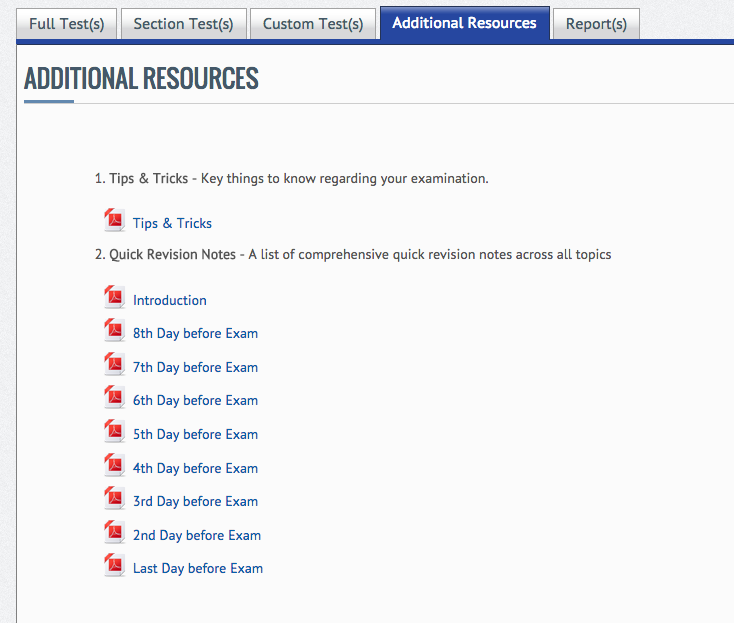 Full Test(s) Section Test(s) Custom Test(s) Additional Resources Report(s)
ADDITIONAL RESOURCES
1. Tips & Tricks - Key things to know regarding your examination.
Tips & Tricks
2. Quick Revision Notes - A list of comprehensive quick revision notes across all topics
Introduction
8th Day before Exam
7th Day before Exam
6th Day before Exam
5th Day before Exam
4th Day before Exam
3rd Day before Exam
2nd Day before Exam
Last Day before Exam